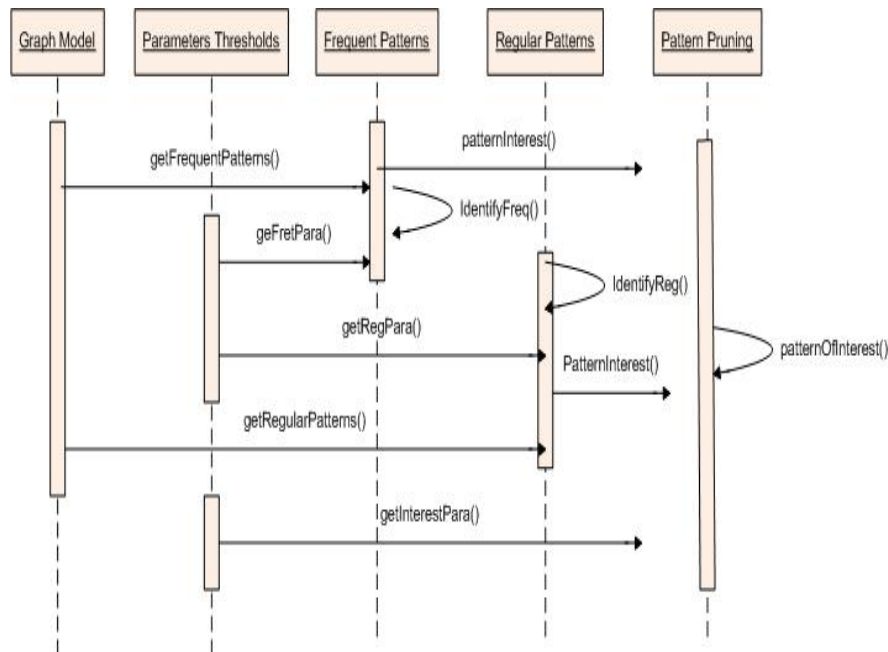 Graph Model
Parameters Thresholds
Frequent Patterns
Regular Patterns
Pattern Pruning
patternInterest()
getFrequentPatterns()
IdentifyFreq()
geFretPara()
IdentifyReg()
getRegPara()
patternOfInterest()
PatternInterest()
getRegularPatterns()
getInterestPara()